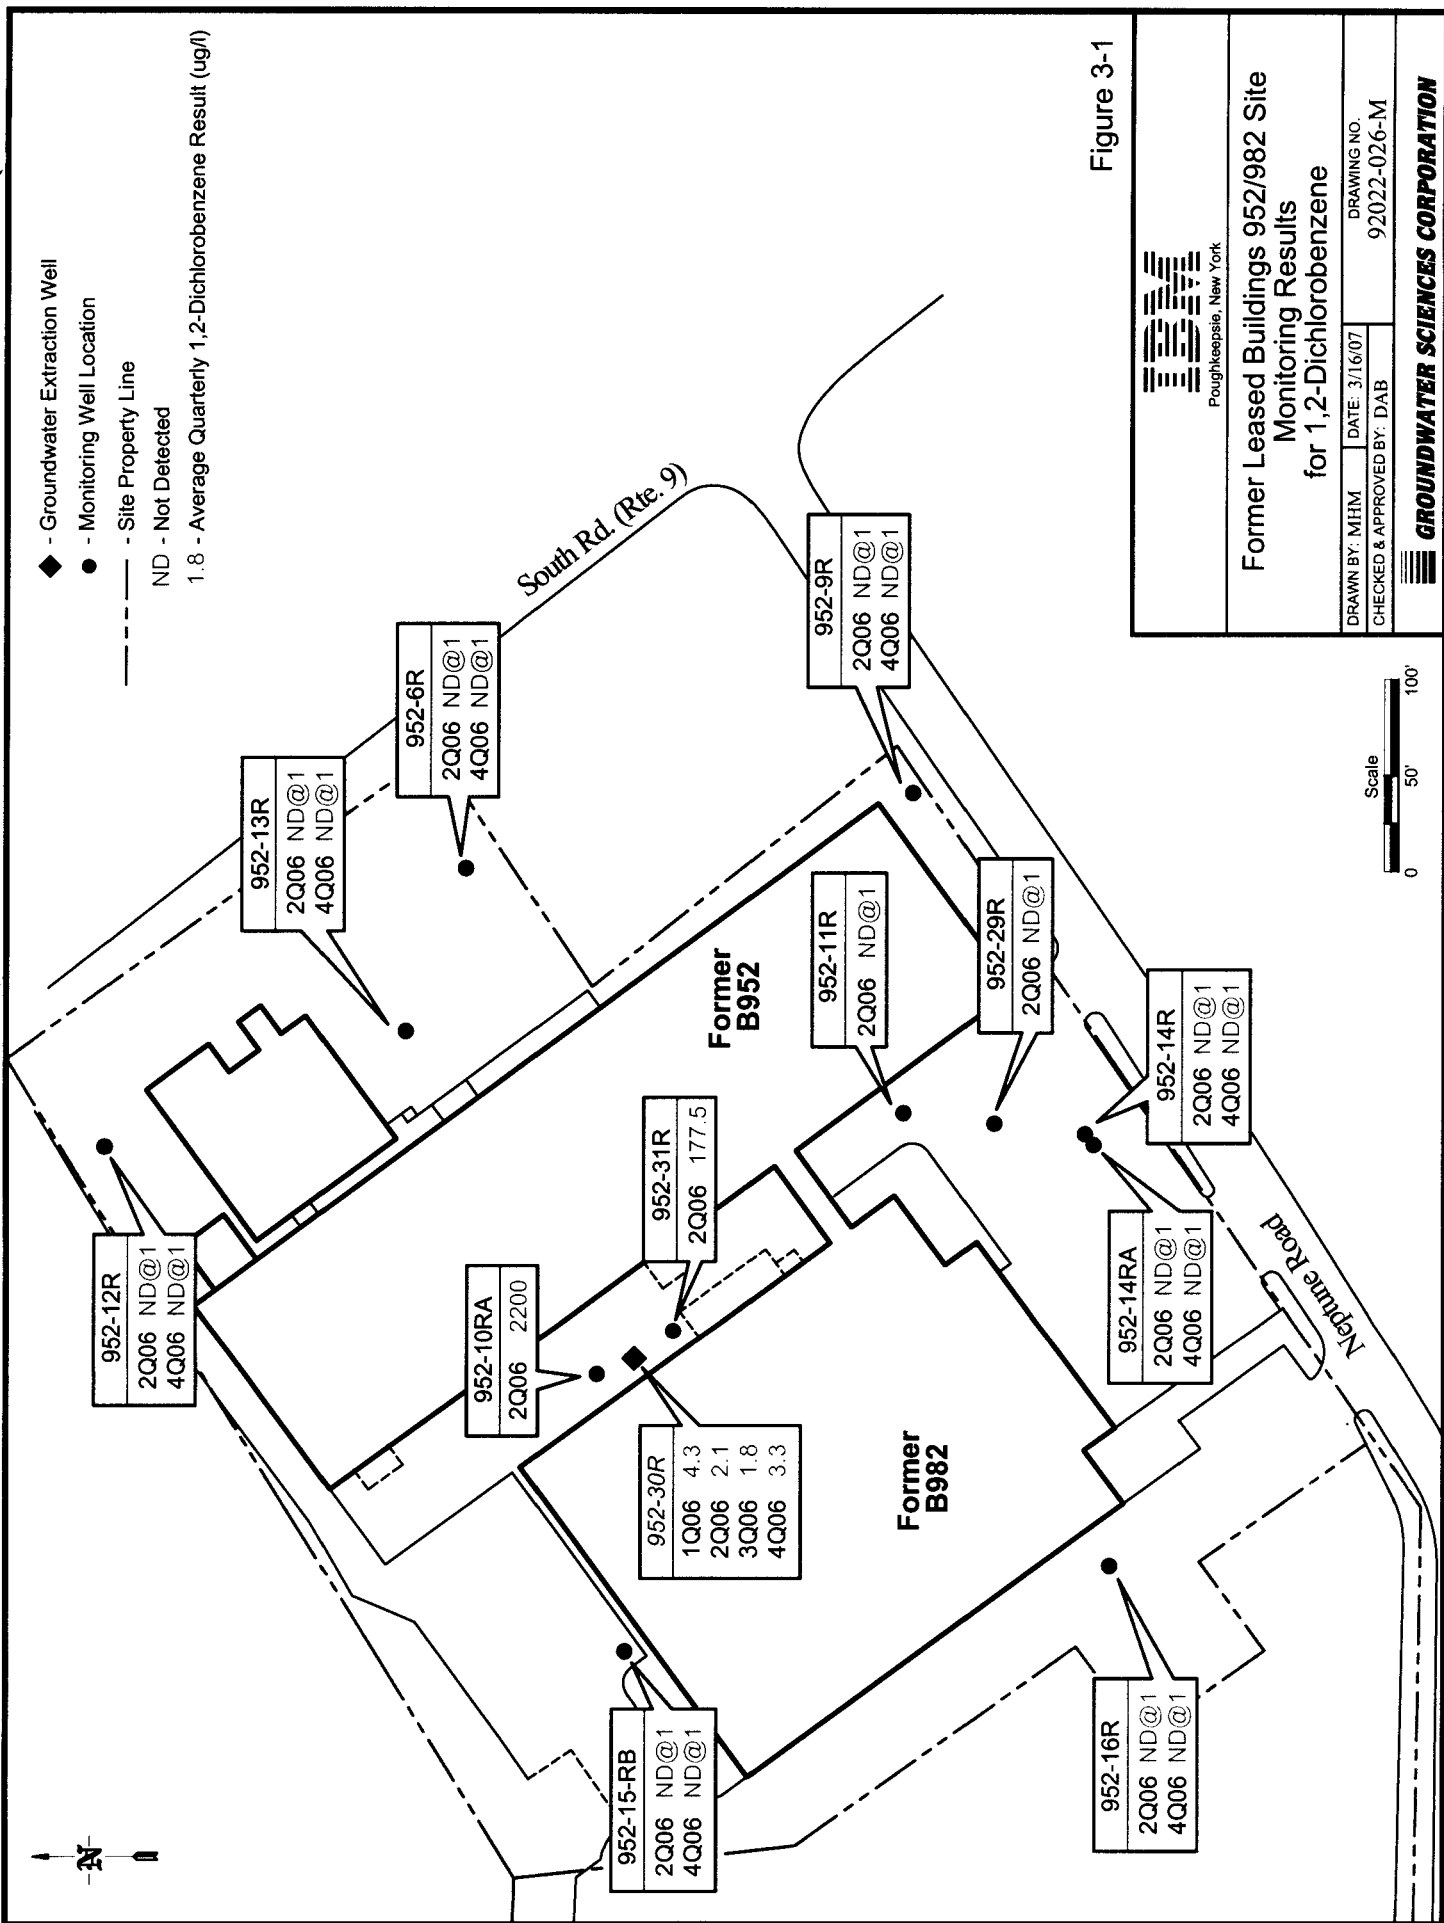 N
- Groundwater Extraction Well
- Monitoring Well Location
- Site Property Line
ND - Not Detected
1.8 - Average Quarterly 1,2-Dichlorobenzene Result (ug/l)
952-12R
2Q06 ND@1
4Q06 ND@1
952-13R
2Q06 ND@1
4Q06 ND@1
952-6R
2Q06 ND@1
4Q06 ND@1
South Rd. (Rte. 9)
952-10RA
2Q06 2200
952-31R
2Q06 177.5
Former
B952
952-15-RB
2Q06 ND@1
4Q06 ND@1
952-30R
1Q06 4.3
2Q06 2.1
3Q06 1.8
4Q06 3.3
952-11R
2Q06 ND@1
952-9R
2Q06 ND@1
4Q06 ND@1
Former
B982
952-29R
2Q06 ND@1
952-16R
2Q06 ND@1
4Q06 ND@1
952-14RA
2Q06 ND@1
4Q06 ND@1
952-14R
2Q06 ND@1
4Q06 ND@1
Neptune Road
Scale
0 50' 100'
Figure 3-1
IBM
Poughkeepsie, New York
Former Leased Buildings 952/982 Site
Monitoring Results
for 1,2-Dichlorobenzene
DRAWN BY: MHM DATE: 3/16/07
CHECKED & APPROVED BY: DAB
DRAWING NO.
92022-026-M
GROUNDWATER SCIENCES CORPORATION